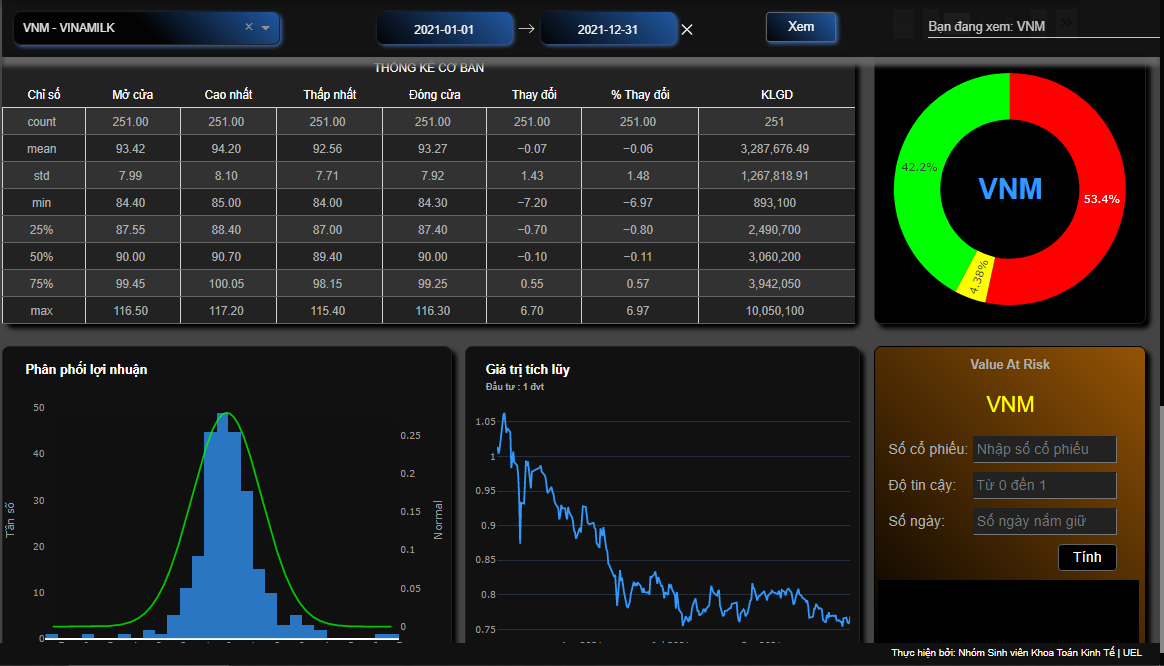 VNM - VINAMILK × 2021-01-01 → 2021-12-31 × Xem Bạn đang xem: VNM
THỐNG KÊ CƠ BẢN
Chỉ số Mở cửa Cao nhất Thấp nhất Đóng cửa Thay đổi % Thay đổi KLGD
count 251.00 251.00 251.00 251.00 251.00 251.00 251
mean 93.42 94.20 92.56 93.27 −0.07 −0.06 3,287,676.49
std 7.99 8.10 7.71 7.92 1.43 1.48 1,267,818.91
min 84.40 85.00 84.00 84.30 −7.20 −6.97 893,100
25% 87.55 88.40 87.00 87.40 −0.70 −0.80 2,490,700
50% 90.00 90.70 89.40 90.00 −0.10 −0.11 3,060,200
75% 99.45 100.05 98.15 99.25 0.55 0.57 3,942,050
max 116.50 117.20 115.40 116.30 6.70 6.97 10,050,100
42.2%
VNM
53.4%
4.38%
Phân phối lợi nhuận
50
40
30
20
10
0
Tần số
0.25
0.2
0.15
0.1
0.05
0
Normal
Giá trị tích lũy
Đầu tư : 1 đvt
1.05
1
0.95
0.9
0.85
0.8
0.75
Value At Risk
VNM
Số cổ phiếu: Nhập số cổ phiếu
Độ tin cậy: Từ 0 đến 1
Số ngày: Số ngày nắm giữ
Tính
Thực hiện bởi: Nhóm Sinh viên Khoa Toán Kinh Tế | UEL